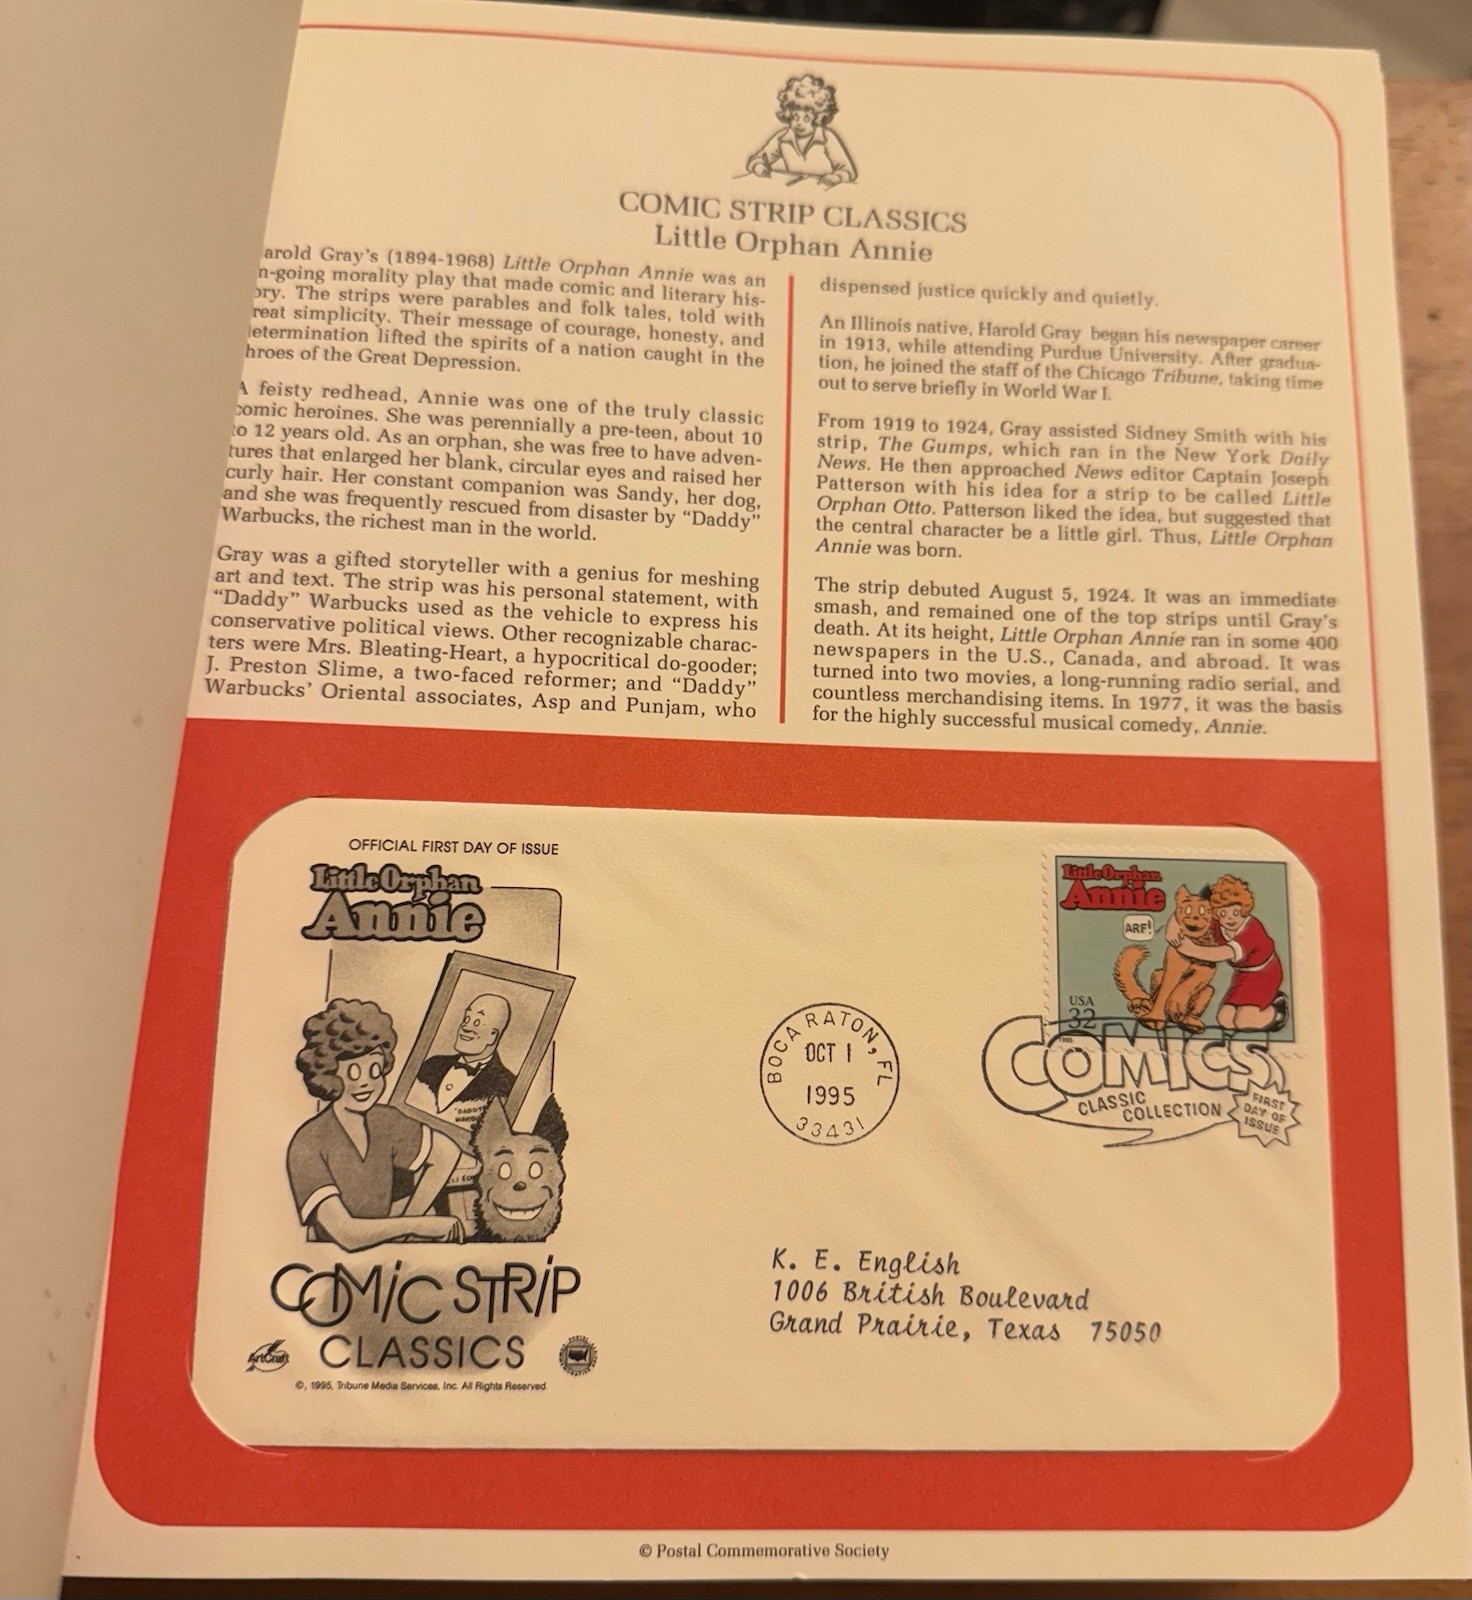 COMIC STRIP CLASSICS
Little Orphan Annie
arold Gray's (1894-1968) Little Orphan Annie was an
n-going morality play that made comic and literary his-
ory. The strips were parables and folk tales, told with
reat simplicity. Their message of courage, honesty, and
etermination lifted the spirits of a nation caught in the
hroes of the Great Depression.
A feisty redhead, Annie was one of the truly classic
comic heroines. She was perennially a pre-teen, about 10
to 12 years old. As an orphan, she was free to have adven-
tures that enlarged her blank, circular eyes and raised her
curly hair. Her constant companion was Sandy, her dog,
and she was frequently rescued from disaster by "Daddy"
Warbucks, the richest man in the world.
Gray was a gifted storyteller with a genius for meshing
art and text. The strip was his personal statement, with
"Daddy" Warbucks used as the vehicle to express his
conservative political views. Other recognizable charac-
ters were Mrs. Bleating-Heart, a hypocritical do-gooder;
J. Preston Slime, a two-faced reformer; and "Daddy"
Warbucks' Oriental associates, Asp and Punjam, who
dispensed justice quickly and quietly.
An Illinois native, Harold Gray began his newspaper career
in 1913, while attending Purdue University. After gradua-
tion, he joined the staff of the Chicago Tribune, taking time
out to serve briefly in World War I.
From 1919 to 1924, Gray assisted Sidney Smith with his
strip, The Gumps, which ran in the New York Daily
News. He then approached News editor Captain Joseph
Patterson with his idea for a strip to be called Little
Orphan Otto. Patterson liked the idea, but suggested that
the central character be a little girl. Thus, Little Orphan
Annie was born.
The strip debuted August 5, 1924. It was an immediate
smash, and remained one of the top strips until Gray's
death. At its height, Little Orphan Annie ran in some 400
newspapers in the U.S., Canada, and abroad. It was
turned into two movies, a long-running radio serial, and
countless merchandising items. In 1977, it was the basis
for the highly successful musical comedy, Annie.
OFFICIAL FIRST DAY OF ISSUE
Little Orphan
Annie
"DADDY"
COMIC STRIP
CLASSICS
ArtCraft
©, 1995, Tribune Media Services, Inc. All Rights Reserved.
BOCA RATON, FL
OCT 1
1995
33431
Little Orphan
Annie
ARF!
USA
32
1995
COMICS
CLASSIC
COLLECTION
FIRST
DAY OF
ISSUE
K. E. English
1006 British Boulevard
Grand Prairie, Texas 75050
© Postal Commemorative Society